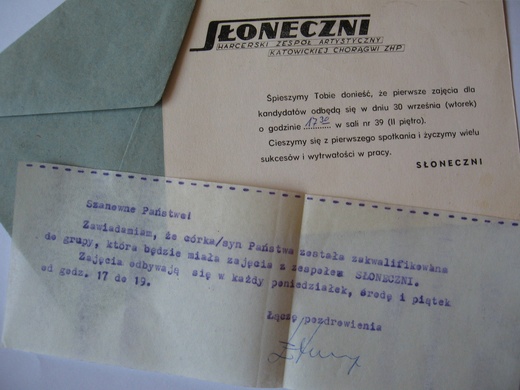 SŁONECZNI
HARCERSKI ZESPÓŁ ARTYSTYCZNY
KATOWICKIEJ CHORĄGWI ZHP
Śpieszymy Tobie donieść, że pierwsze zajęcia dla
kandydatów odbędą się w dniu 30 września (wtorek)
o godzinie 17 30 w sali nr 39 (II piętro).
Cieszymy się z pierwszego spotkania i życzymy wielu
sukcesów i wytrwałości w pracy.
SŁONECZNI
Szanowne Państwo!
Zawiadamiam, że córka/syn Państwa została zakwalifikowana
do grupy, która będzie miała zajęcia z zespołem SŁONECZNI.
Zajęcia odbywają się w każdy poniedziałek, środę i piątek
od godz. 17 do 19.
Łączę pozdrowienia